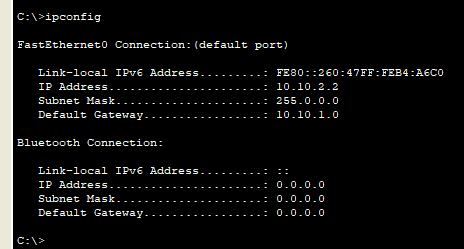 C:\>ipconfig
FastEthernet0 Connection:(default port)
Link-local IPv6 Address.........: FE80::260:47FF:FEB4:A6C0
IP Address......................: 10.10.2.2
Subnet Mask.....................: 255.0.0.0
Default Gateway.................: 10.10.1.0
Bluetooth Connection:
Link-local IPv6 Address.........: ::
IP Address......................: 0.0.0.0
Subnet Mask.....................: 0.0.0.0
Default Gateway.................: 0.0.0.0
C:\>